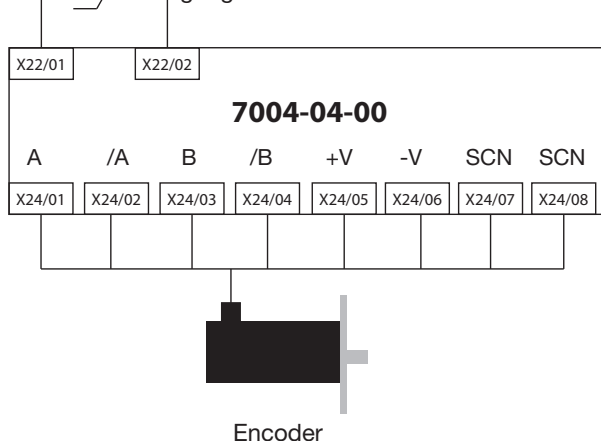 X22/01 X22/02
7004-04-00
A /A B /B +V -V SCN SCN
X24/01 X24/02 X24/03 X24/04 X24/05 X24/06 X24/07 X24/08
Encoder